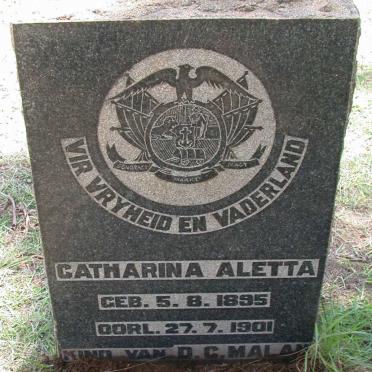 VIR VRYHEID EN VADERLAND
CATHARINA ALETTA
GEB. 5. 8. 1895
OORL. 27. 7. 1901
KIND VAN D. C. MALAN